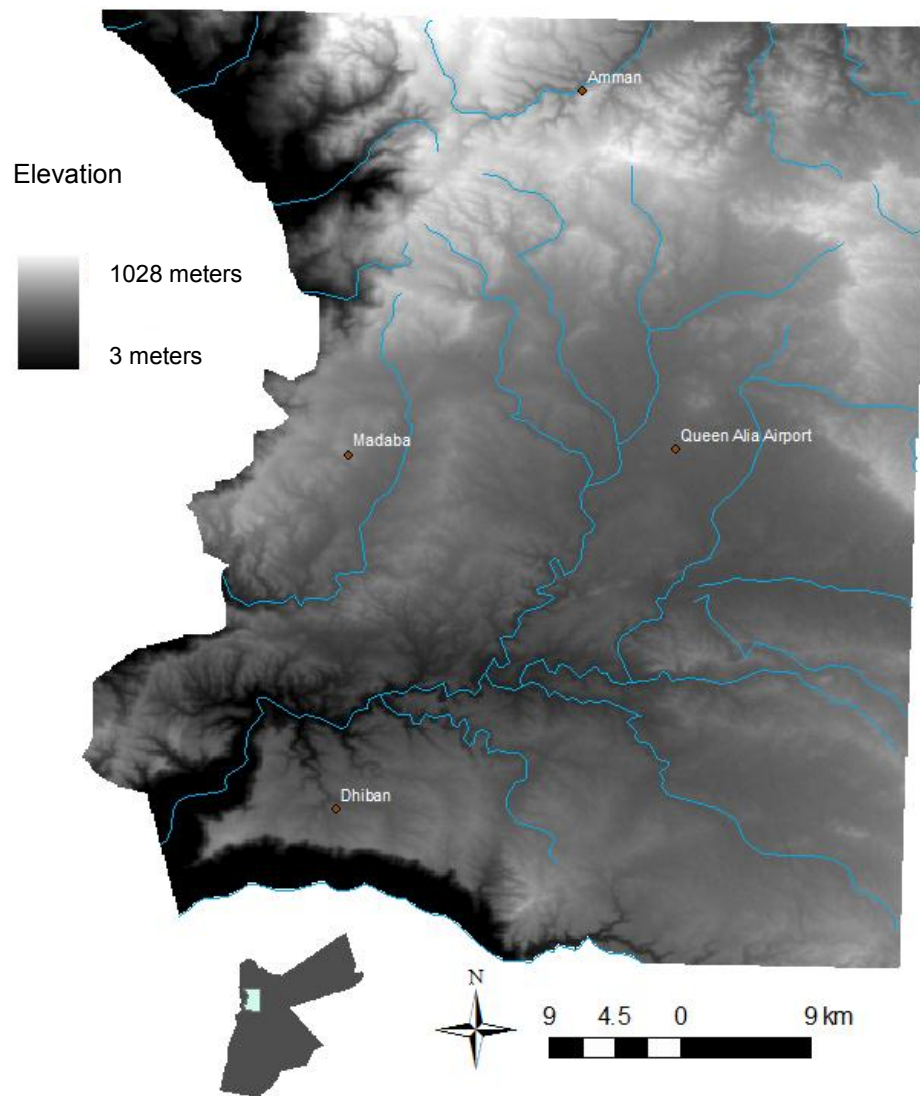 Amman
Elevation
1028 meters
3 meters
Madaba
Queen Alia Airport
Dhiban
N
9 4.5 0 9 km